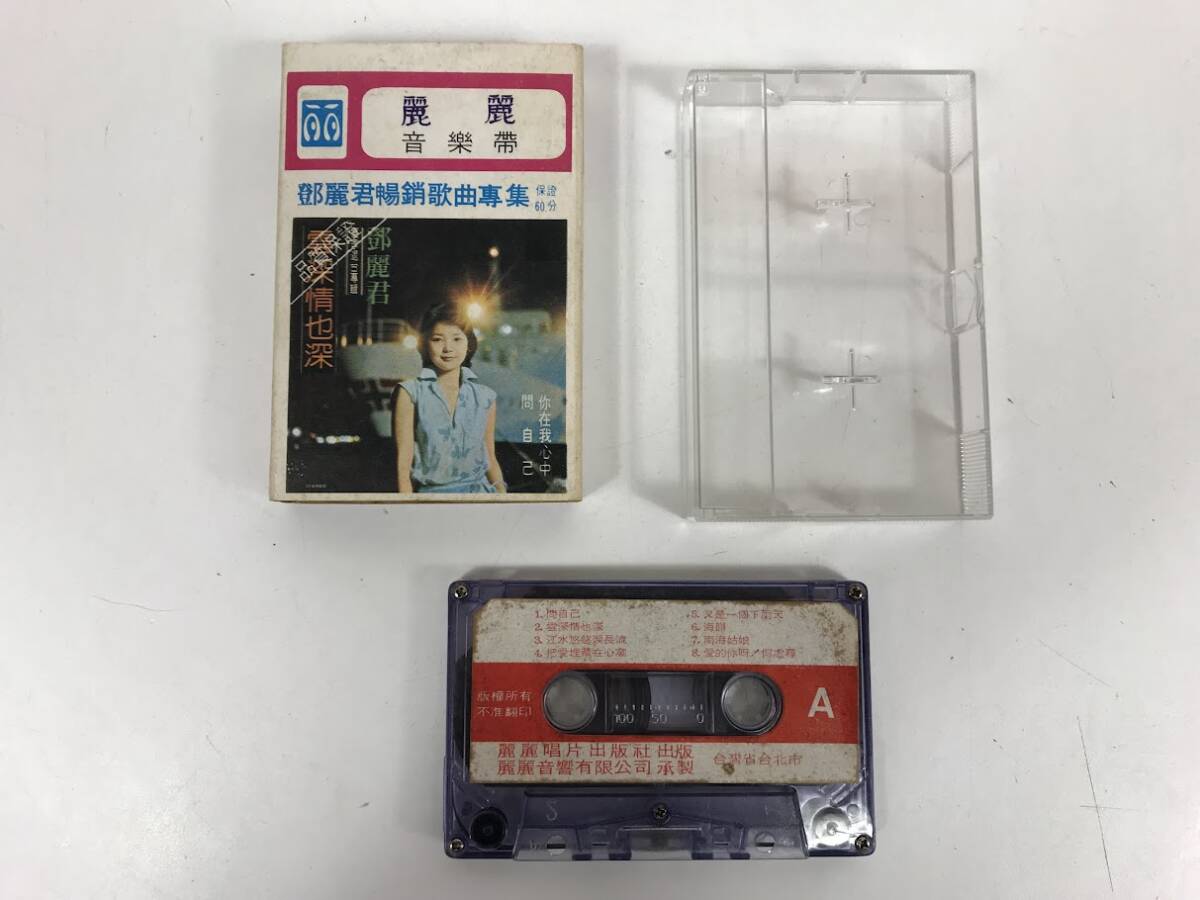 麗麗
音樂帶
鄧麗君暢銷歌曲專集
保證
60分
鄧麗君
雲深情也深
你在我心中
問自己
1. 問自己
2. 雲深情也深
3. 江水悠悠淚長流
4. 把愛埋藏在心窩
5. 又是一個下雨天
6. 海韻
7. 南海姑娘
8. 愛的你呀!何處尋
版權所有
不准翻印
100 50 0
A
麗麗唱片出版社出版
麗麗音響有限公司承製
台灣省台北市